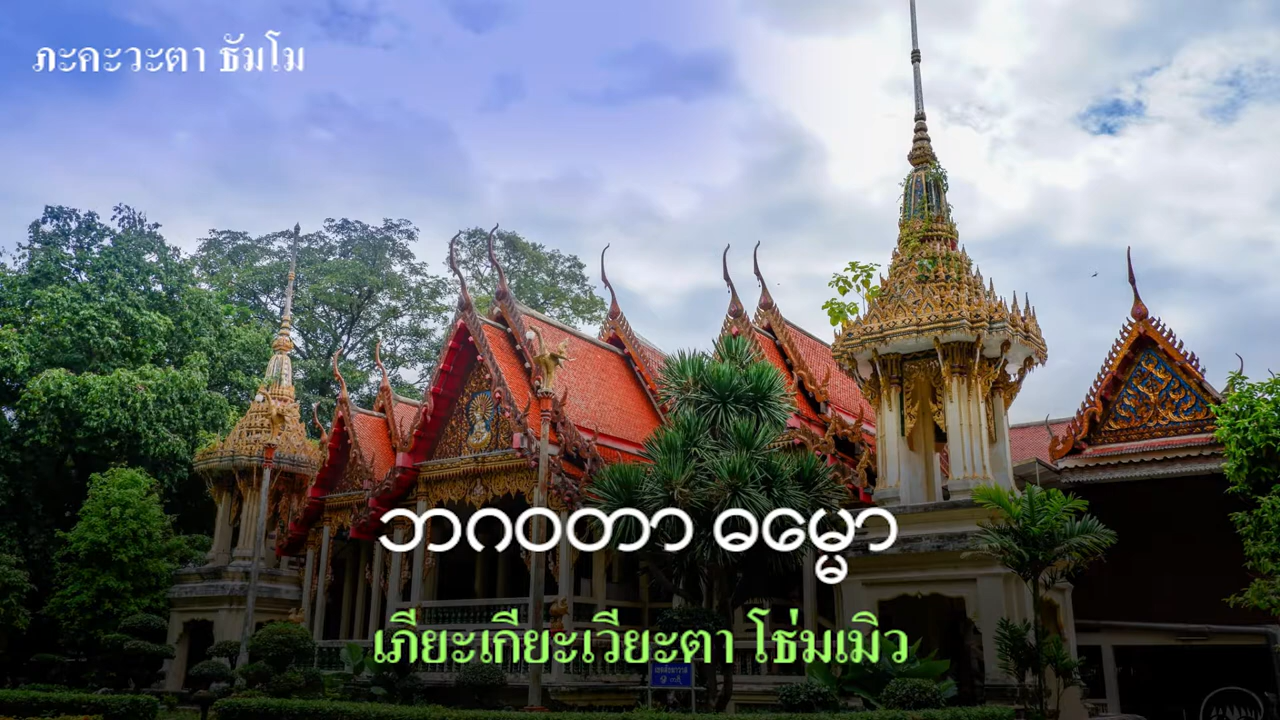 ภะคะวะตา ธัมโม
ဘဂဝတာ ဓမ္မော
เภียะเกียะเวียะตา โธ่มเมิว